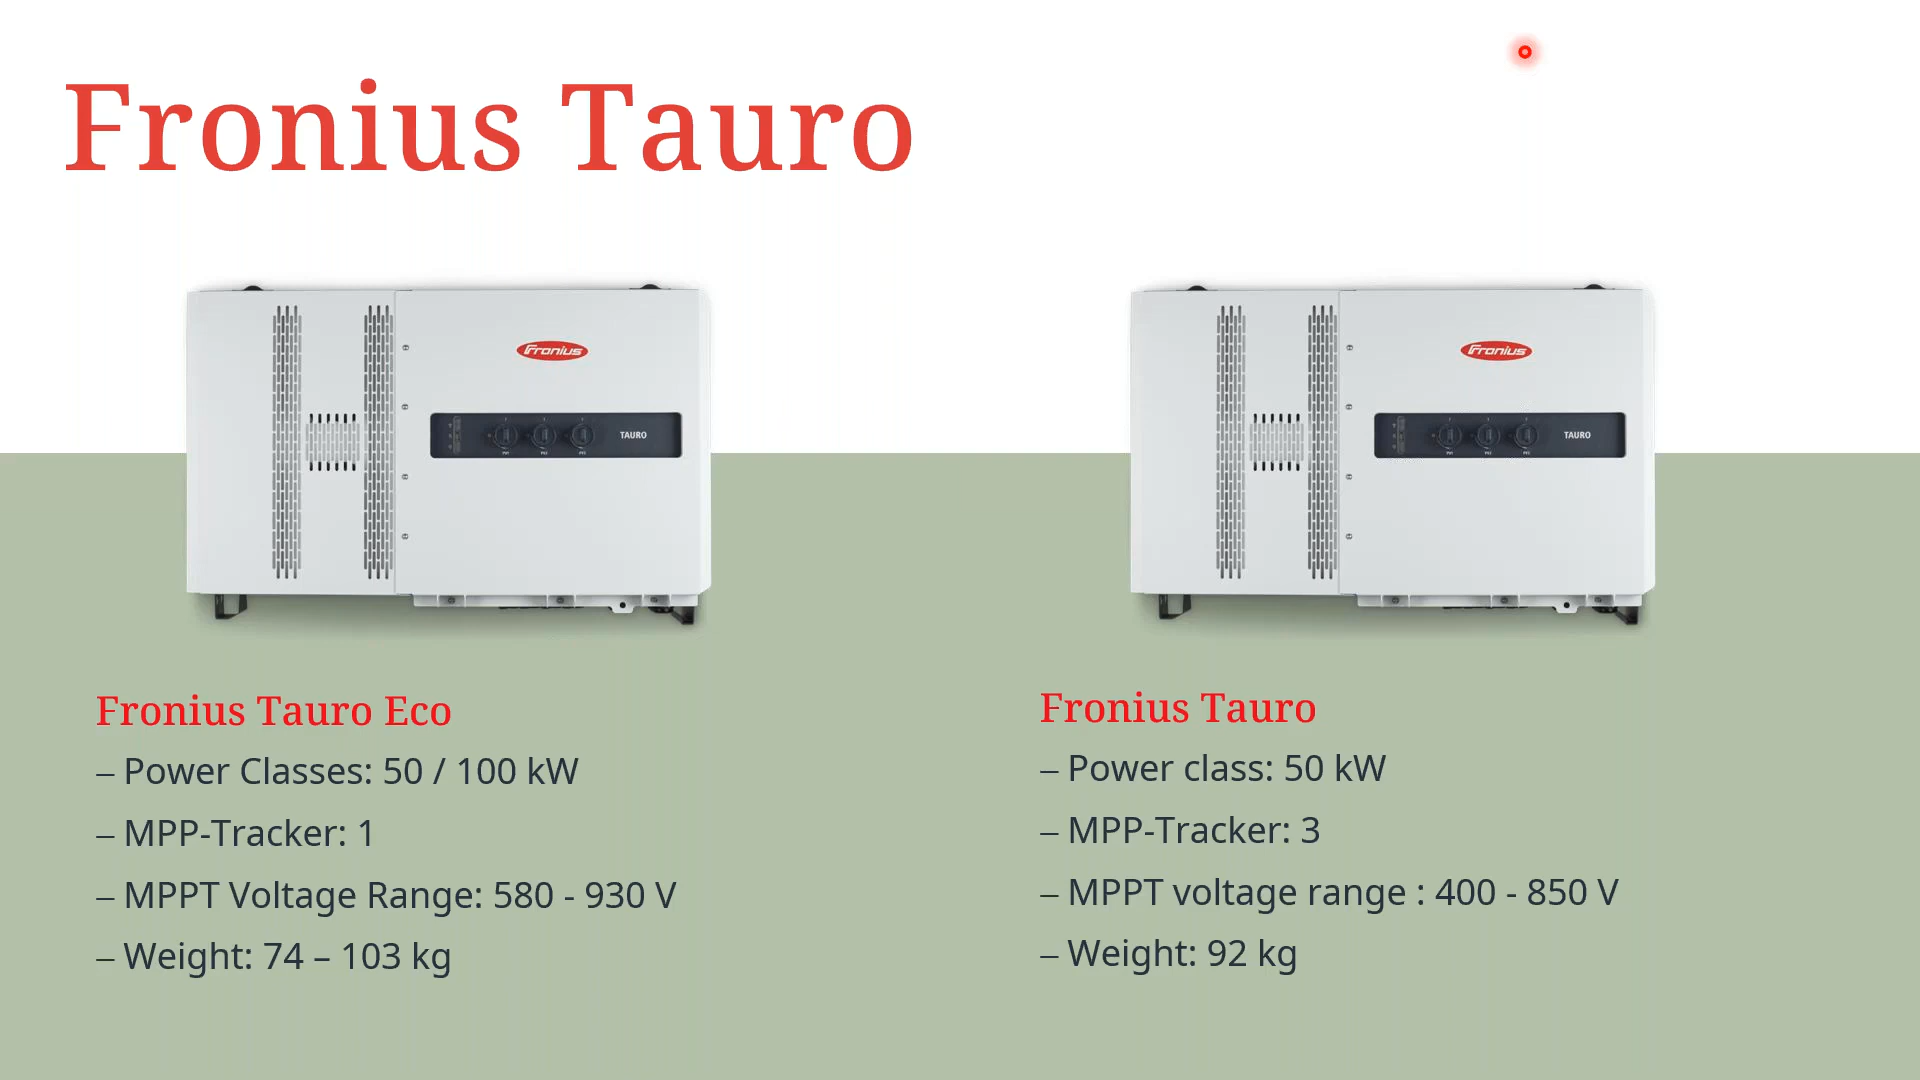 Fronius Tauro
Fronius
TAURO
Fronius
TAURO
Fronius Tauro Eco
– Power Classes: 50 / 100 kW
– MPP-Tracker: 1
– MPPT Voltage Range: 580 - 930 V
– Weight: 74 – 103 kg
Fronius Tauro
– Power class: 50 kW
– MPP-Tracker: 3
– MPPT voltage range : 400 - 850 V
– Weight: 92 kg